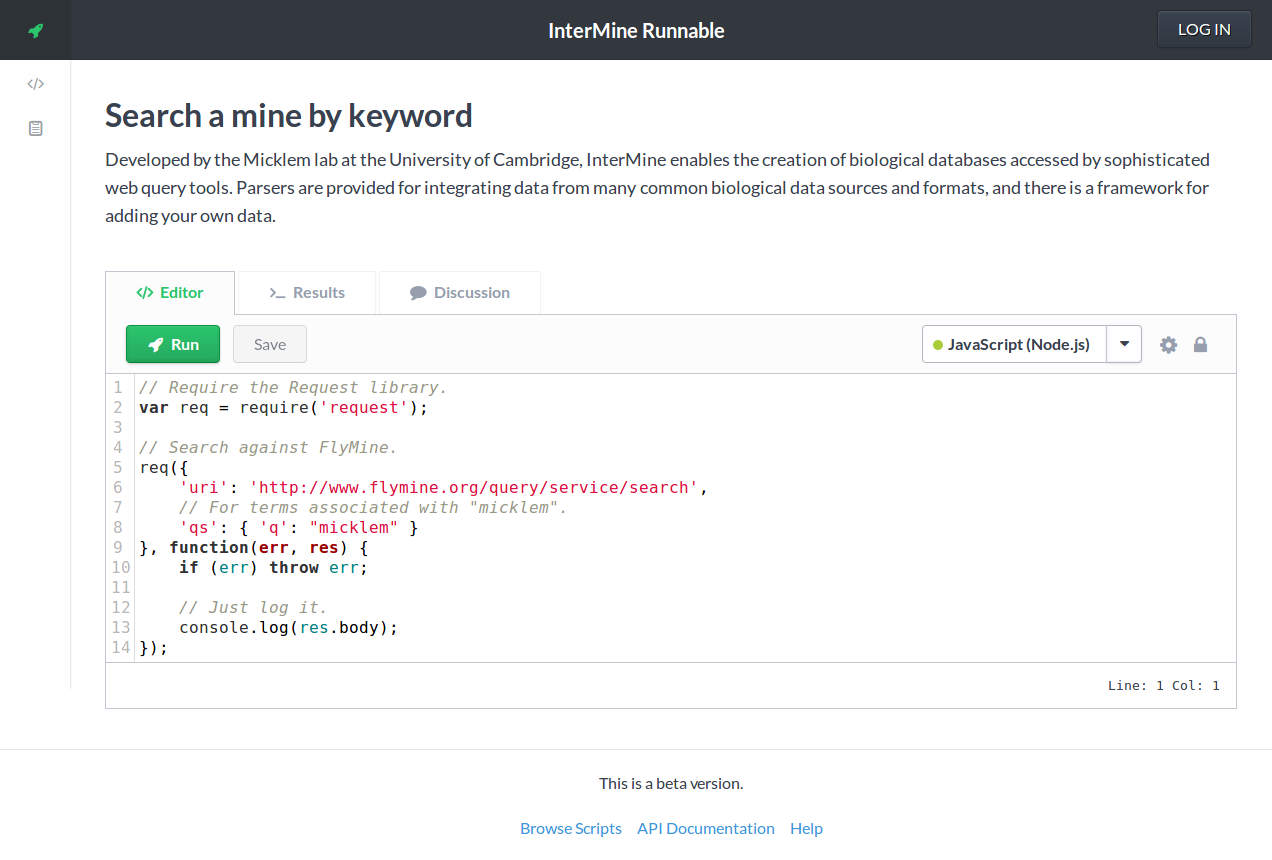 InterMine Runnable
LOG IN
Search a mine by keyword
Developed by the Micklem lab at the University of Cambridge, InterMine enables the creation of biological databases accessed by sophisticated
web query tools. Parsers are provided for integrating data from many common biological data sources and formats, and there is a framework for
adding your own data.
</> Editor
>_ Results
Discussion
Run
Save
JavaScript (Node.js)
1 // Require the Request library.
2 var req = require('request');
3
4 // Search against FlyMine.
5 req({
6     'uri': 'http://www.flymine.org/query/service/search',
7     // For terms associated with "micklem".
8     'qs': { 'q': "micklem" }
9 }, function(err, res) {
10     if (err) throw err;
11
12     // Just log it.
13     console.log(res.body);
14 });
Line: 1 Col: 1
This is a beta version.
Browse Scripts API Documentation Help